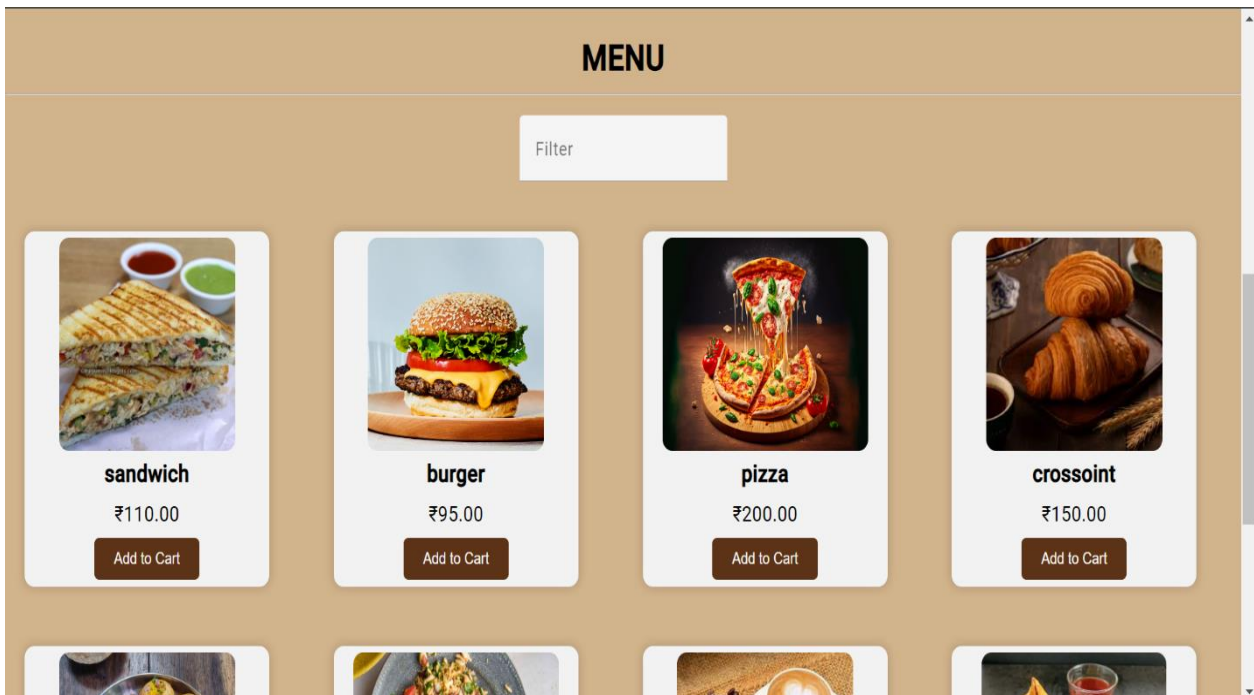 MENU
Filter
sandwich
₹110.00
Add to Cart
burger
₹95.00
Add to Cart
pizza
₹200.00
Add to Cart
crossoint
₹150.00
Add to Cart